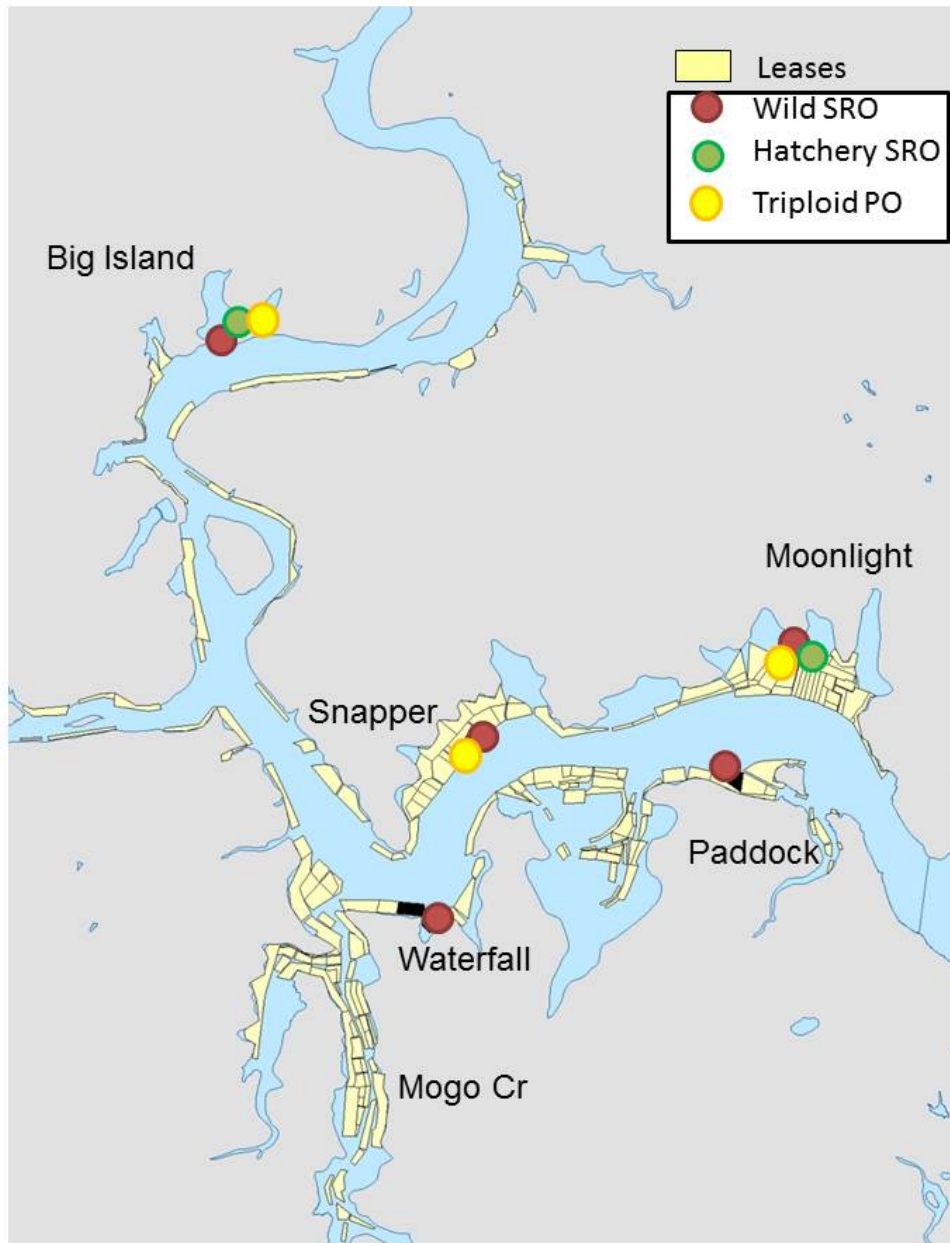 Leases
Wild SRO
Hatchery SRO
Triploid PO
Big Island
Moonlight
Snapper
Paddock
Waterfall
Mogo Cr